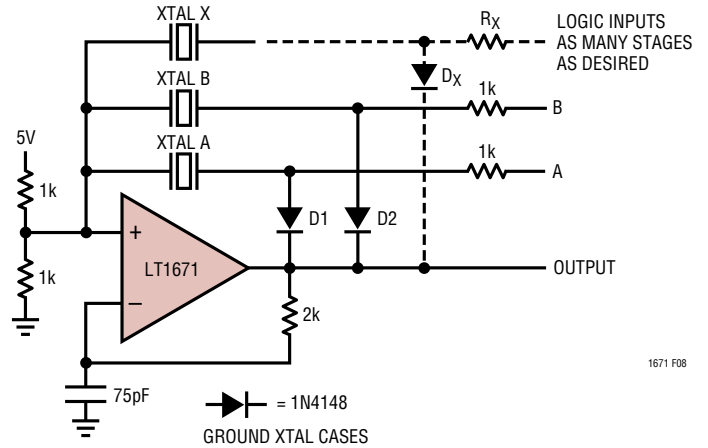 XTAL X
R_X
LOGIC INPUTS
AS MANY STAGES
AS DESIRED
D_X
XTAL B
1k
B
XTAL A
1k
A
5V
1k
+
D1
D2
LT1671
1k
OUTPUT
–
2k
1671 F08
75pF
= 1N4148
GROUND XTAL CASES